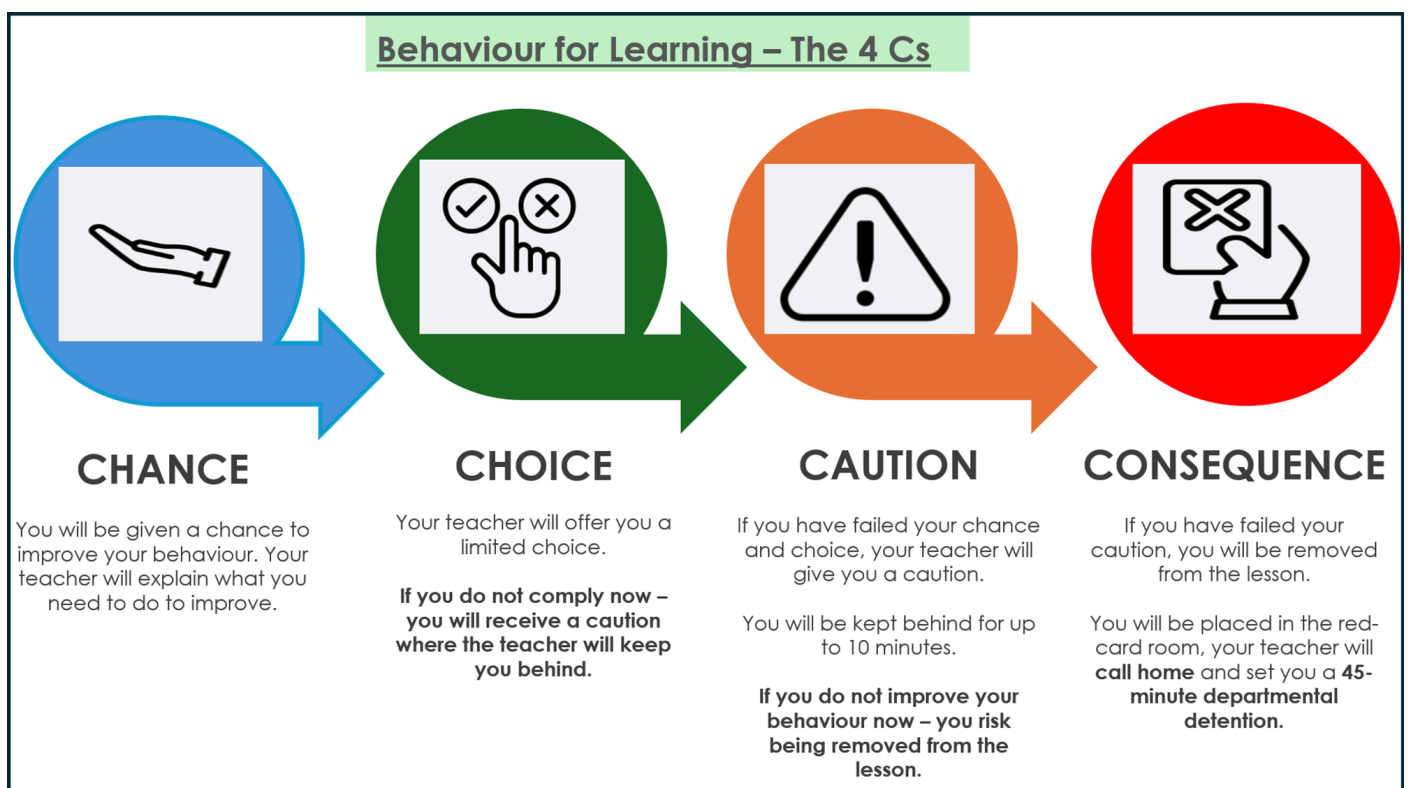 Behaviour for Learning – The 4 Cs
CHANCE
You will be given a chance to
improve your behaviour. Your
teacher will explain what you
need to do to improve.
CHOICE
Your teacher will offer you a
limited choice.
If you do not comply now –
you will receive a caution
where the teacher will keep
you behind.
CAUTION
If you have failed your chance
and choice, your teacher will
give you a caution.
You will be kept behind for up
to 10 minutes.
If you do not improve your
behaviour now – you risk
being removed from the
lesson.
CONSEQUENCE
If you have failed your
caution, you will be removed
from the lesson.
You will be placed in the red-
card room, your teacher will
call home and set you a 45-
minute departmental
detention.